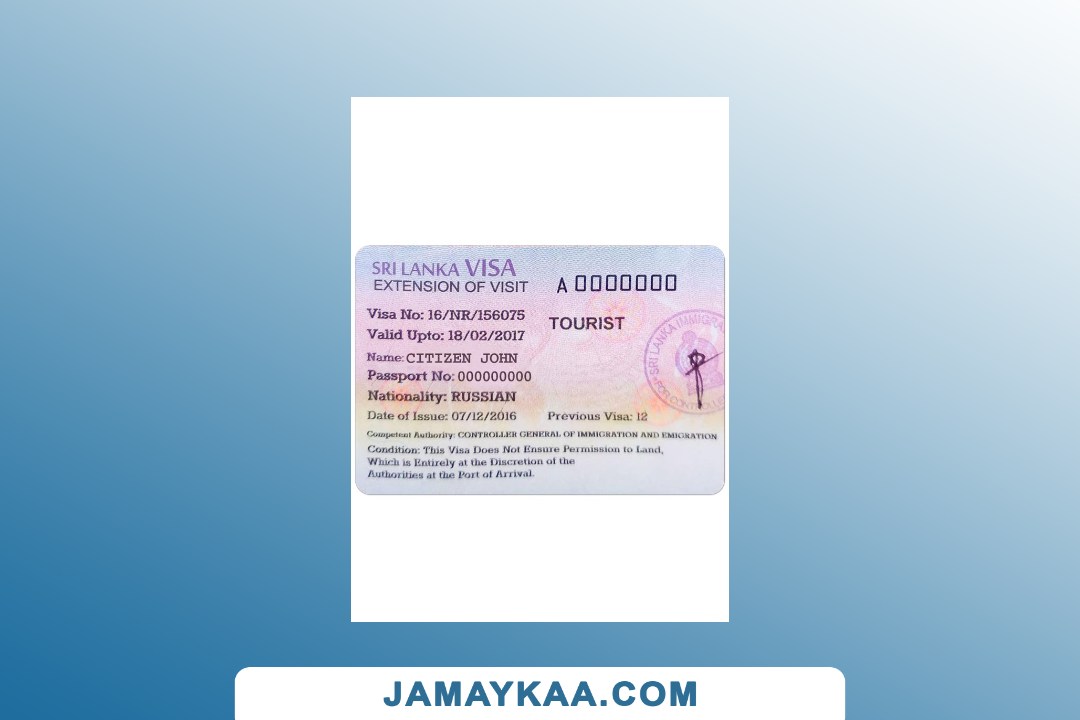 SRI LANKA VISA
EXTENSION OF VISIT
A 0000000
Visa No: 16/NR/156075
TOURIST
Valid Upto: 18/02/2017
Name: CITIZEN JOHN
Passport No: 000000000
Nationality: RUSSIAN
Date of Issue: 07/12/2016 Previous Visa: 12
Competent Authority: CONTROLLER GENERAL OF IMMIGRATION AND EMIGRATION
Condition: This Visa Does Not Ensure Permission to Land,
Which is Entirely at the Discretion of the
Authorities at the Port of Arrival.
SRI LANKA IMMIGRA
FOR CONTROLLE
JAMAYKAA.COM